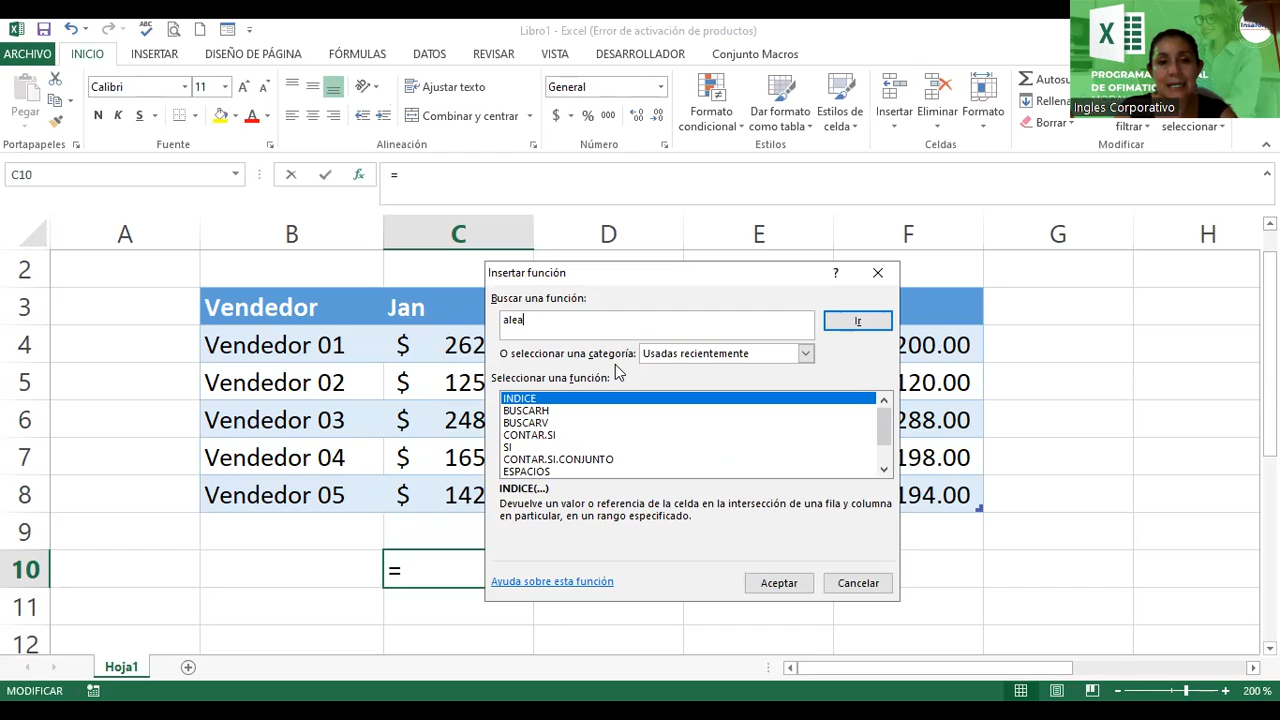 Libro1 - Excel (Error de activación de productos)
ARCHIVO INICIO INSERTAR DISEÑO DE PÁGINA FÓRMULAS DATOS REVISAR VISTA DESARROLLADOR Conjunto Macros
Pegar
Calibri 11
N K S
Ajustar texto
Combinar y centrar
General
$ % 000
Formato condicional
Dar formato como tabla
Estilos de celda
Insertar
Eliminar
Formato
Autosu
Rellena
Borrar
filtrar
seleccionar
Portapapeles Fuente Alineación Número Estilos Celdas Modificar
PROGRAMA
DE OFIMÁTIC
Ingles Corporativo
C10
=
A B C D E F G H
2
3 Vendedor Jan
4 Vendedor 01 $ 262 200.00
5 Vendedor 02 $ 125 120.00
6 Vendedor 03 $ 248 288.00
7 Vendedor 04 $ 165 198.00
8 Vendedor 05 $ 142 194.00
9
10 =
11
12
Insertar función ?
Buscar una función:
alea
Ir
O seleccionar una categoría: Usadas recientemente
Seleccionar una función:
INDICE
BUSCARH
BUSCARV
CONTAR.SI
SI
CONTAR.SI.CONJUNTO
ESPACIOS
INDICE(...)
Devuelve un valor o referencia de la celda en la intersección de una fila y columna
en particular, en un rango especificado.
Ayuda sobre esta función
Aceptar
Cancelar
Hoja1
MODIFICAR
200 %